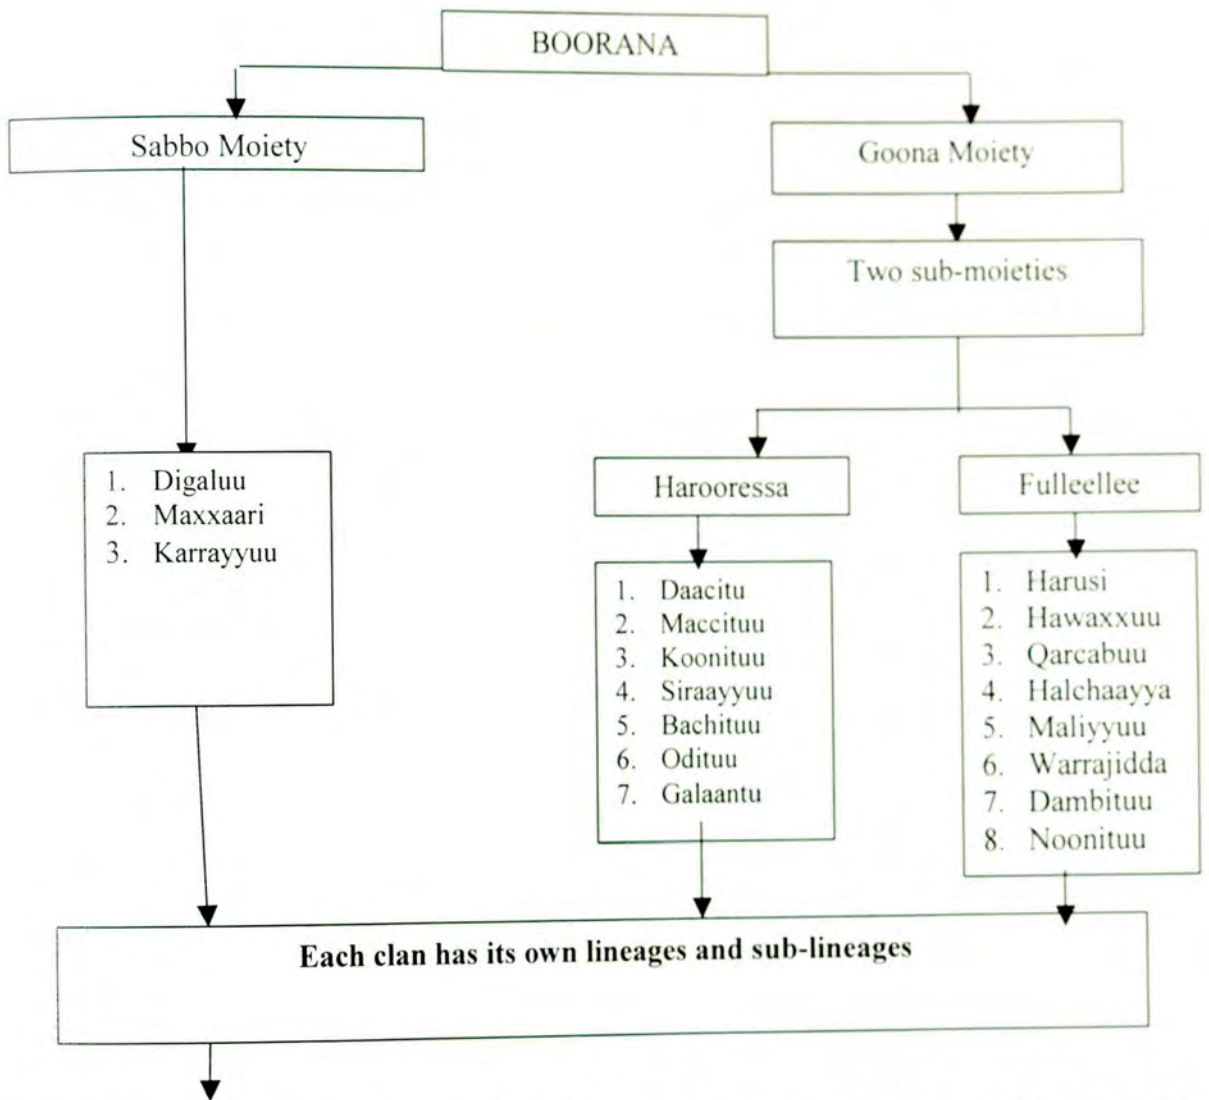 BOORANA
Sabbo Moiety
Goona Moiety
Two sub-moieties
1. Digaluu
2. Maxxaari
3. Karrayyuu
Harooressa
Fulleellee
1. Daacitu
2. Maccituu
3. Koonituu
4. Siraayyuu
5. Bachituu
6. Odituu
7. Galaantu
1. Harusi
2. Hawaxxuu
3. Qarcabuu
4. Halchaayya
5. Maliyyuu
6. Warrajidda
7. Dambituu
8. Noonituu
Each clan has its own lineages and sub-lineages